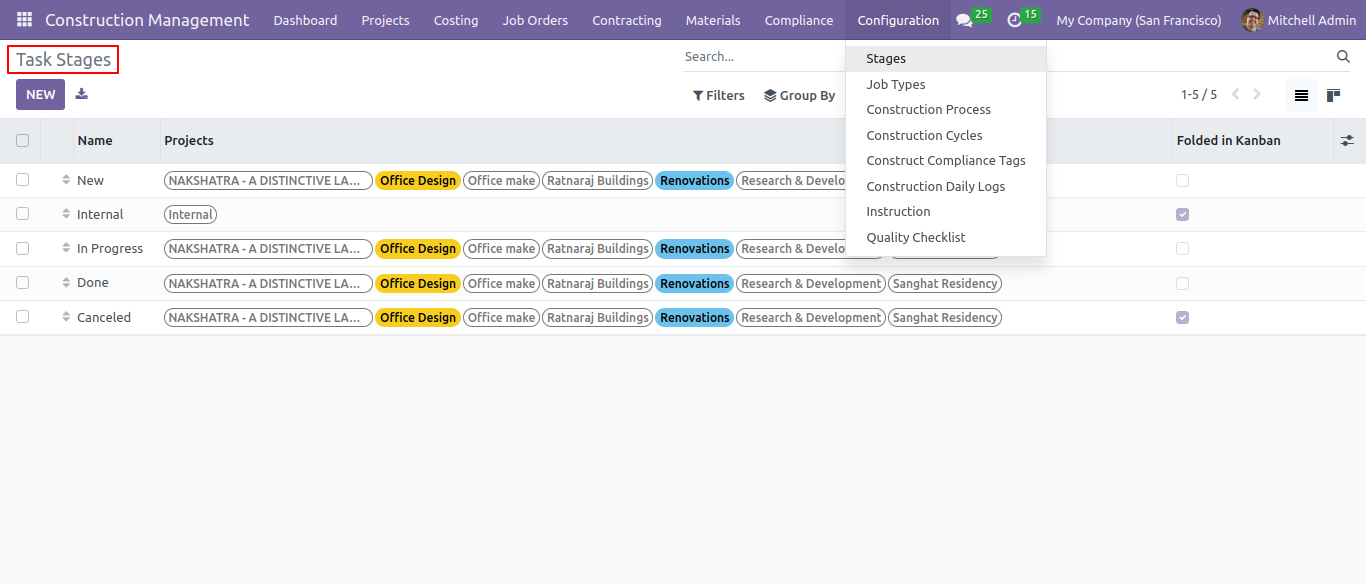 Construction Management Dashboard Projects Costing Job Orders Contracting Materials Compliance Configuration 25 15 My Company (San Francisco) Mitchell Admin
Task Stages Search...
NEW Filters Group By 1-5 / 5
Stages
Job Types
Construction Process
Construction Cycles
Construct Compliance Tags
Construction Daily Logs
Instruction
Quality Checklist
Name Projects Folded in Kanban
New NAKSHATRA - A DISTINCTIVE LA... Office Design Office make Ratnaraj Buildings Renovations Research & Develo
Internal Internal
In Progress NAKSHATRA - A DISTINCTIVE LA... Office Design Office make Ratnaraj Buildings Renovations Research & Develo
Done NAKSHATRA - A DISTINCTIVE LA... Office Design Office make Ratnaraj Buildings Renovations Research & Development Sanghat Residency
Canceled NAKSHATRA - A DISTINCTIVE LA... Office Design Office make Ratnaraj Buildings Renovations Research & Development Sanghat Residency